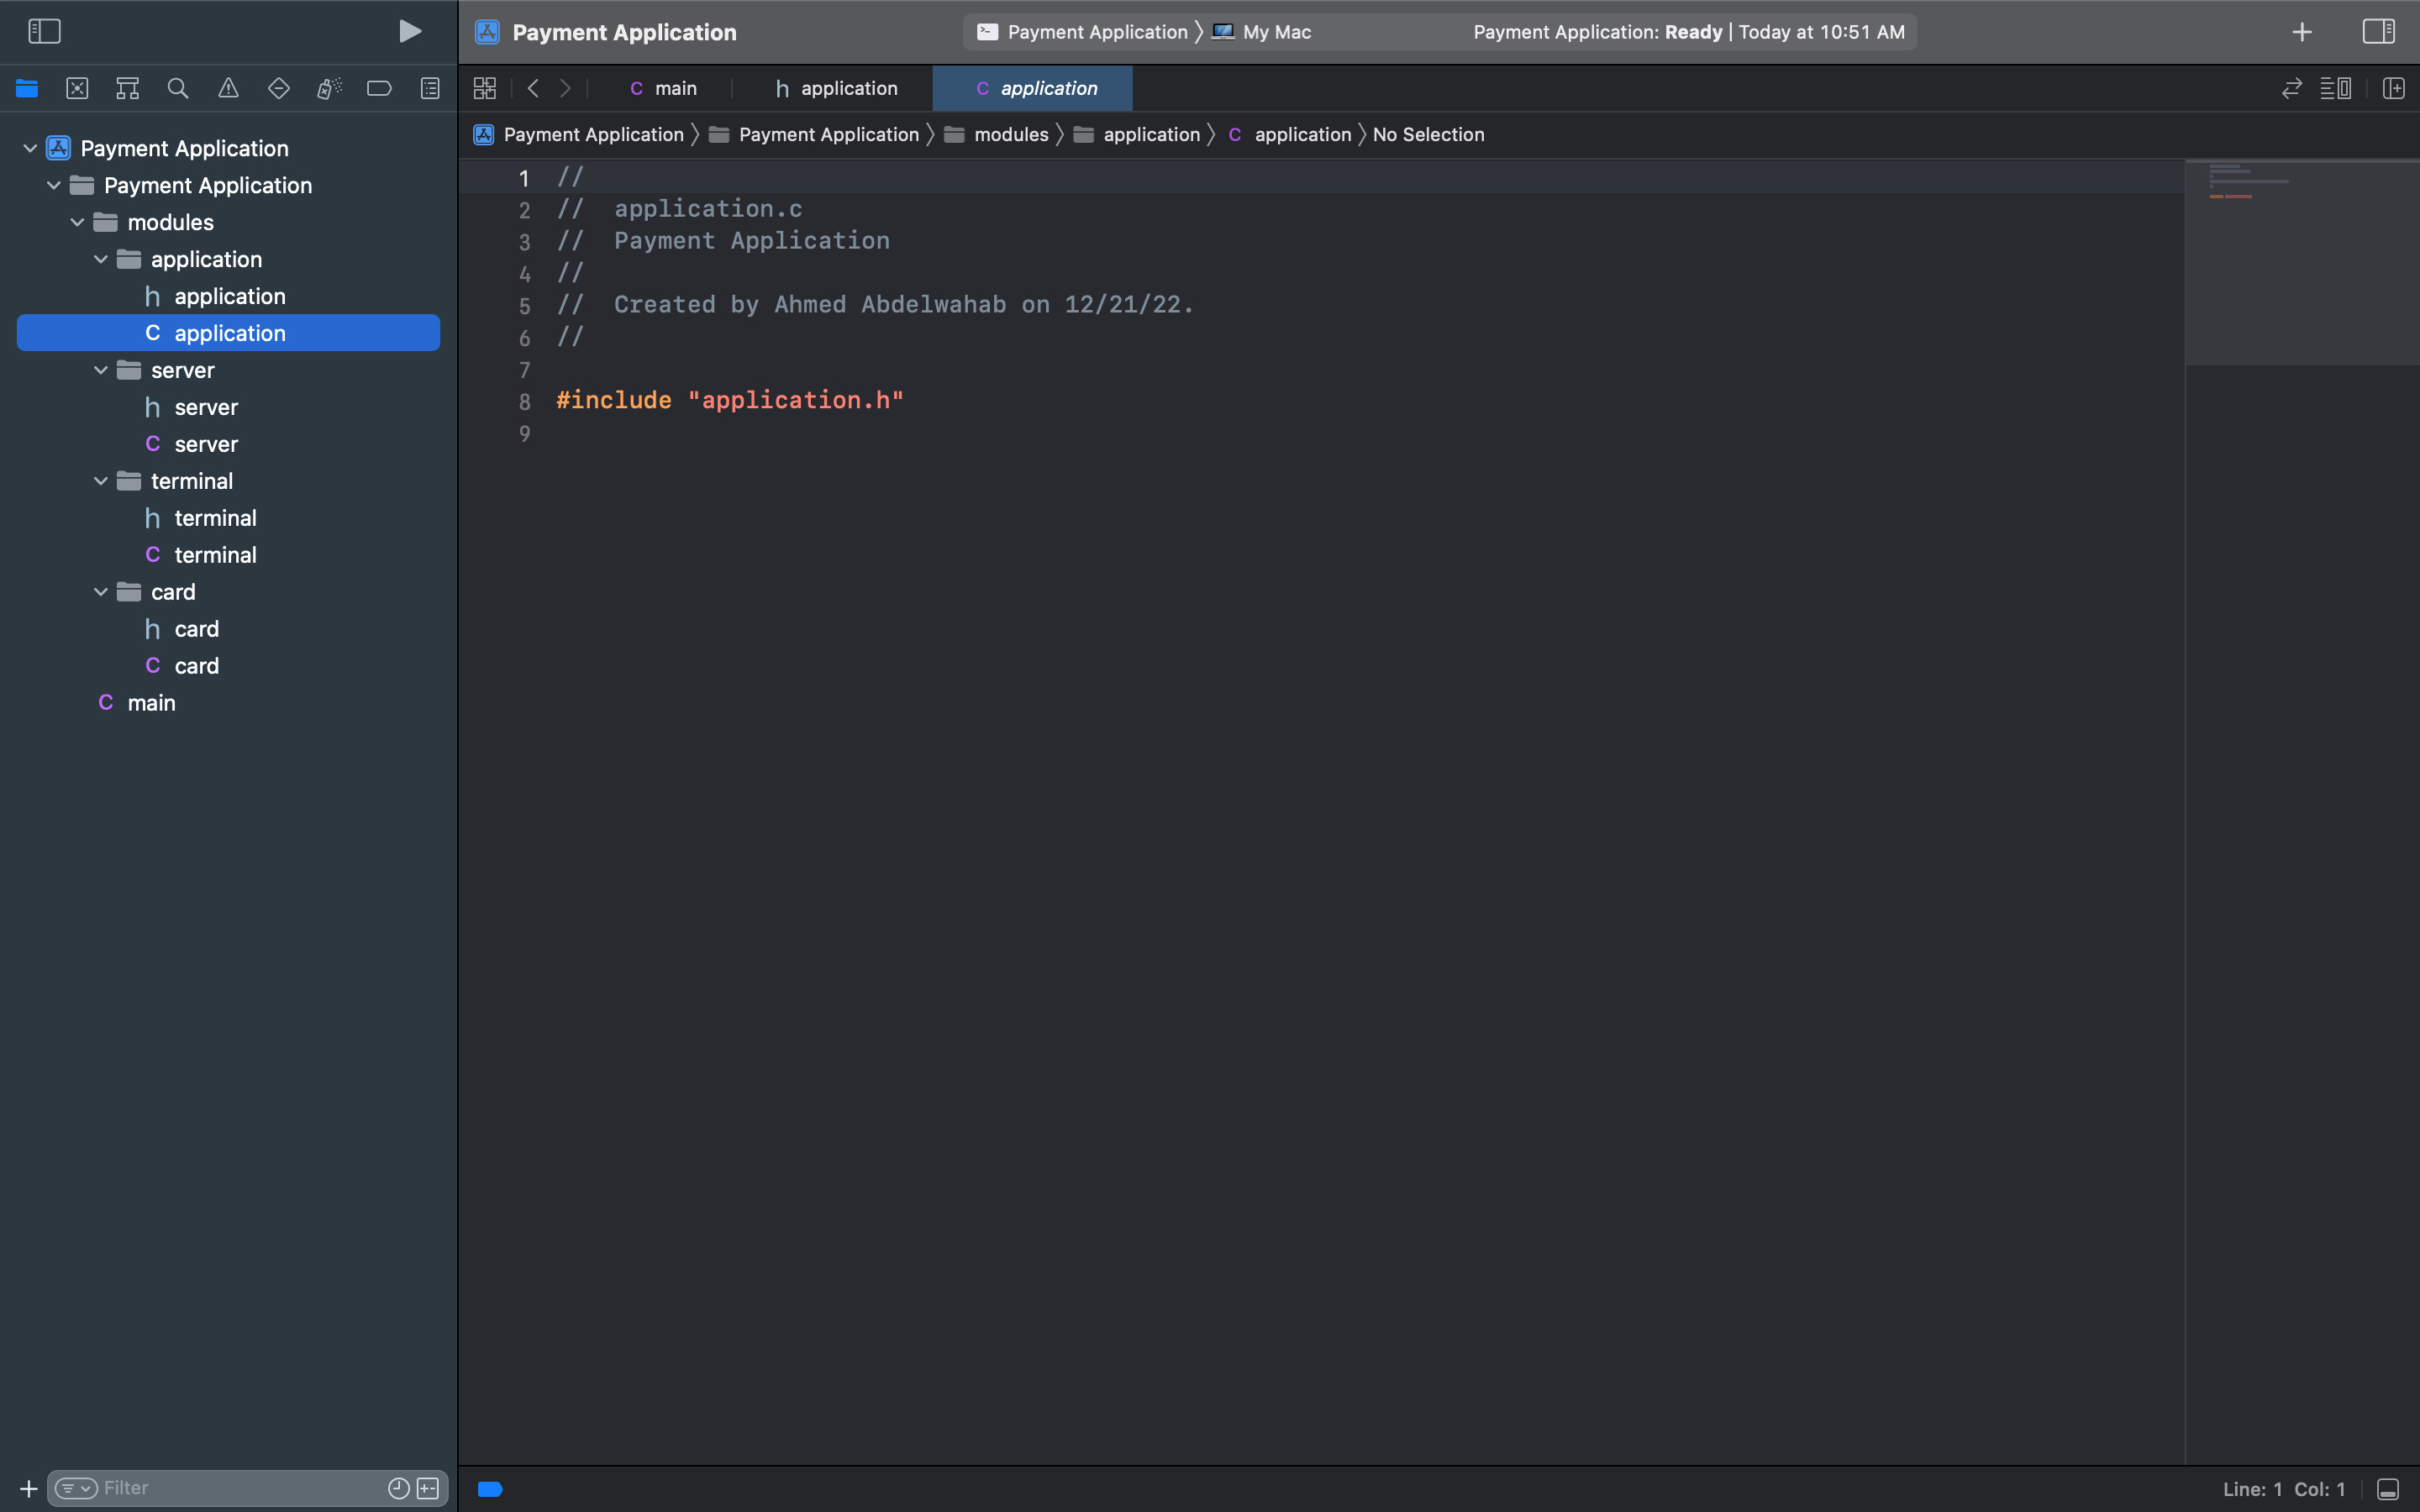 Payment Application
Payment Application 〉 My Mac
Payment Application: Ready | Today at 10:51 AM
C main
h application
C application
Payment Application 〉 Payment Application 〉 modules 〉 application 〉 C application 〉 No Selection
Payment Application
Payment Application
modules
application
h application
C application
server
h server
C server
terminal
h terminal
C terminal
card
h card
C card
C main
Filter
1 //
2 //  application.c
3 //  Payment Application
4 //
5 //  Created by Ahmed Abdelwahab on 12/21/22.
6 //
7
8 #include "application.h"
9
Line: 1 Col: 1